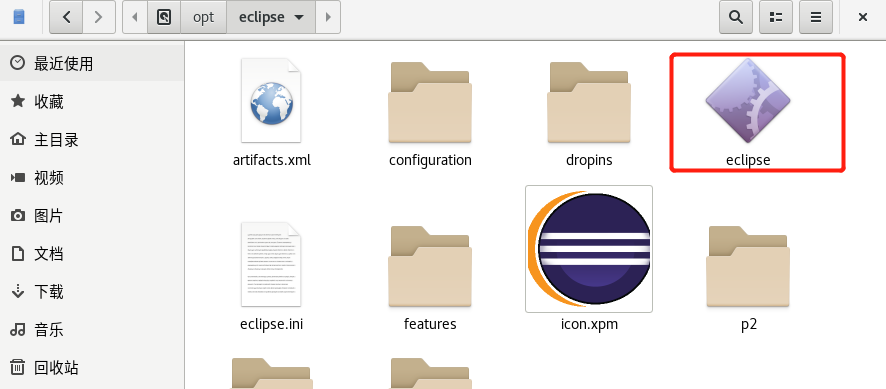 opt eclipse
最近使用
收藏
主目录
视频
图片
文档
下载
音乐
回收站
artifacts.xml configuration dropins eclipse
eclipse.ini features icon.xpm p2